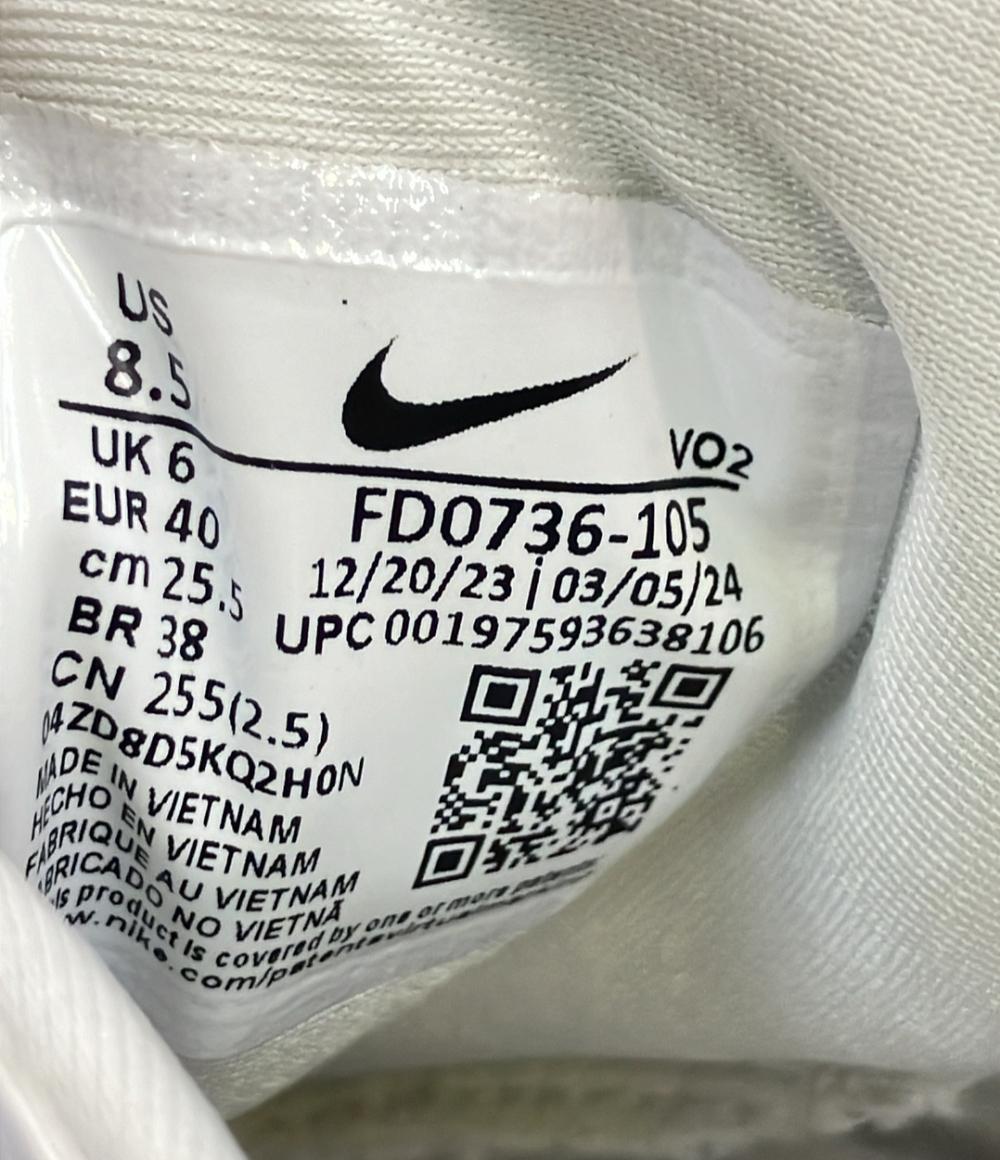 US
8.5
VO2
UK 6
EUR 40
cm 25.5
BR 38
CN 255(2.5)
FD0736-105
12/20/23 | 03/05/24
UPC 00197593638106
04ZD8D5KQ2H0N
MADE IN VIETNAM
HECHO EN VIETNAM
FABRIQUE AU VIETNAM
FABRICADO NO VIETNÃ
product is covered by one or more
w.nike.com/patents